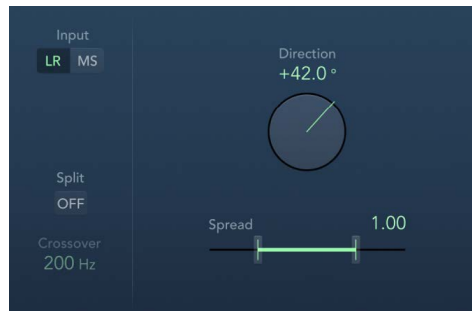 Input
LR MS
Direction
+42.0 °
Split
OFF
Crossover
200 Hz
Spread 1.00